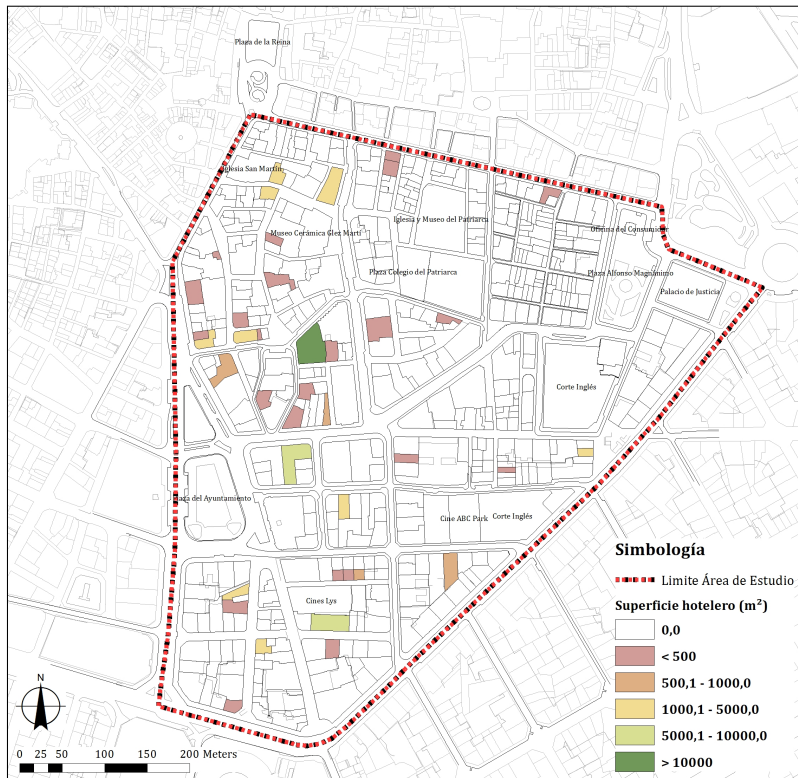 Plaza de la Reina
Iglesia San Martín
Museo Cerámica Glez Martí
Iglesia y Museo del Patriarca
Oficina del Consumidor
Plaza Colegio del Patriarca
Plaza Alfonso Magnánimo
Palacio de Justicia
Corte Inglés
Plaza del Ayuntamiento
Cine ABC Park
Corte Inglés
Cines Lys
Simbología
Limite Área de Estudio
Superficie hotelero (m²)
0,0
< 500
500,1 - 1000,0
1000,1 - 5000,0
5000,1 - 10000,0
> 10000
N
0 25 50 100 150 200 Meters